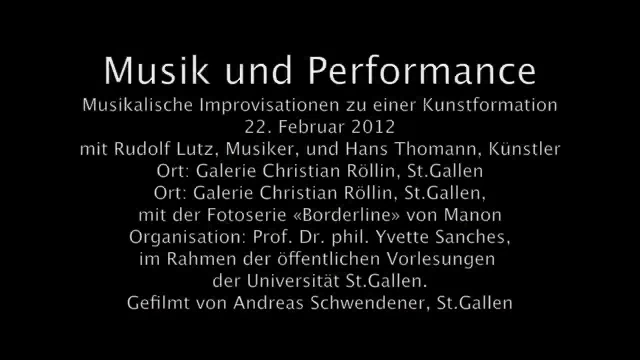 Musik und Performance
Musikalische Improvisationen zu einer Kunstformation
22. Februar 2012
mit Rudolf Lutz, Musiker, und Hans Thomann, Künstler
Ort: Galerie Christian Röllin, St.Gallen
Ort: Galerie Christian Röllin, St.Gallen,
mit der Fotoserie «Borderline» von Manon
Organisation: Prof. Dr. phil. Yvette Sanches,
im Rahmen der öffentlichen Vorlesungen
der Universität St.Gallen.
Gefilmt von Andreas Schwendener, St.Gallen